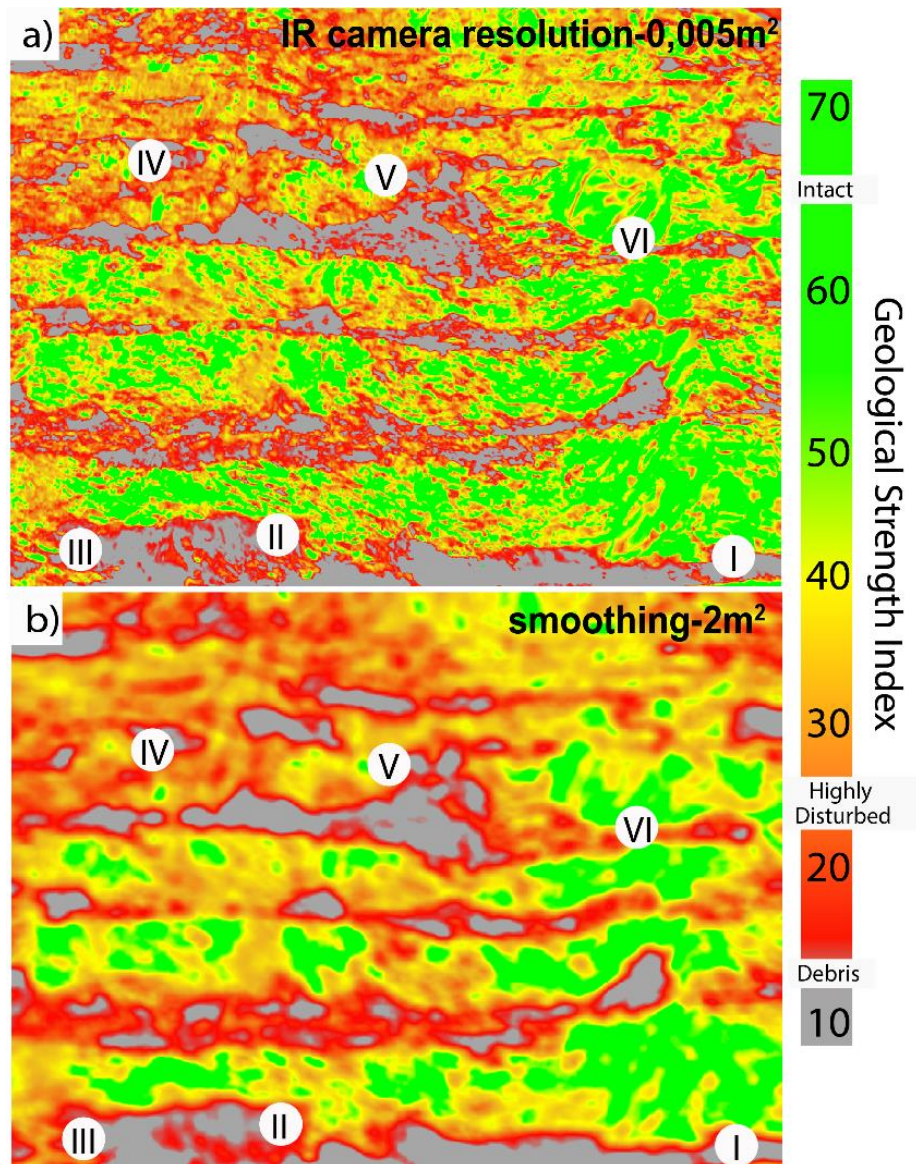 a)
IR camera resolution-0,005m²
IV
V
VI
III
II
I
b)
smoothing-2m²
IV
V
VI
III
II
I
70
Intact
60
50
40
30
Highly
Disturbed
20
Debris
10
Geological Strength Index